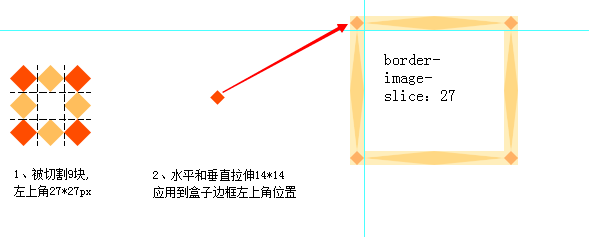 border-
image-
slice：27
1、被切割9块,
左上角27*27px
2、水平和垂直拉伸14*14
应用到盒子边框左上角位置